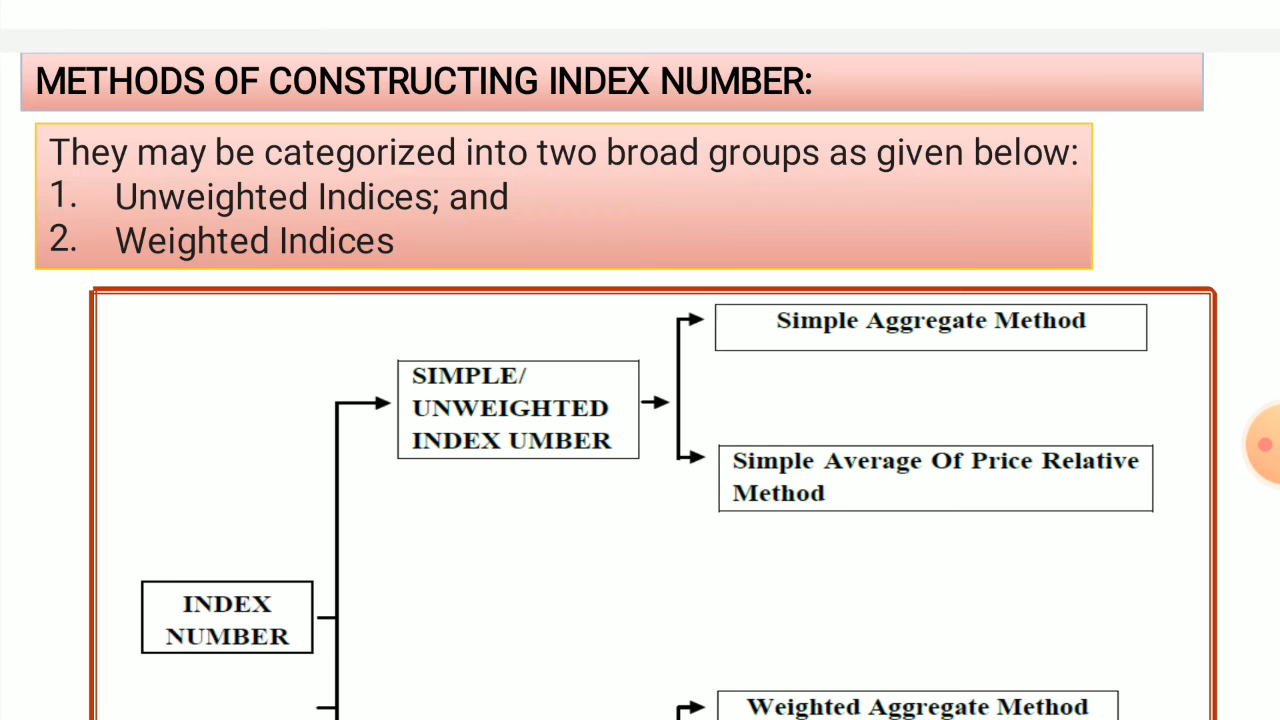 METHODS OF CONSTRUCTING INDEX NUMBER:
They may be categorized into two broad groups as given below:
1. Unweighted Indices; and
2. Weighted Indices
Simple Aggregate Method
SIMPLE/
UNWEIGHTED
INDEX UMBER
Simple Average Of Price Relative
Method
INDEX
NUMBER
Weighted Aggregate Method